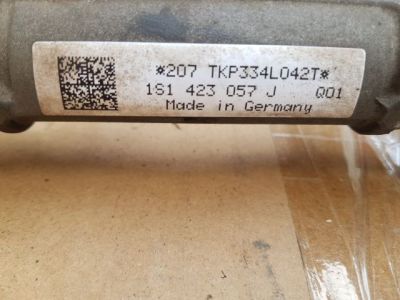 *207 TKP334L042T*
1S1 423 057 J Q01
Made in Germany